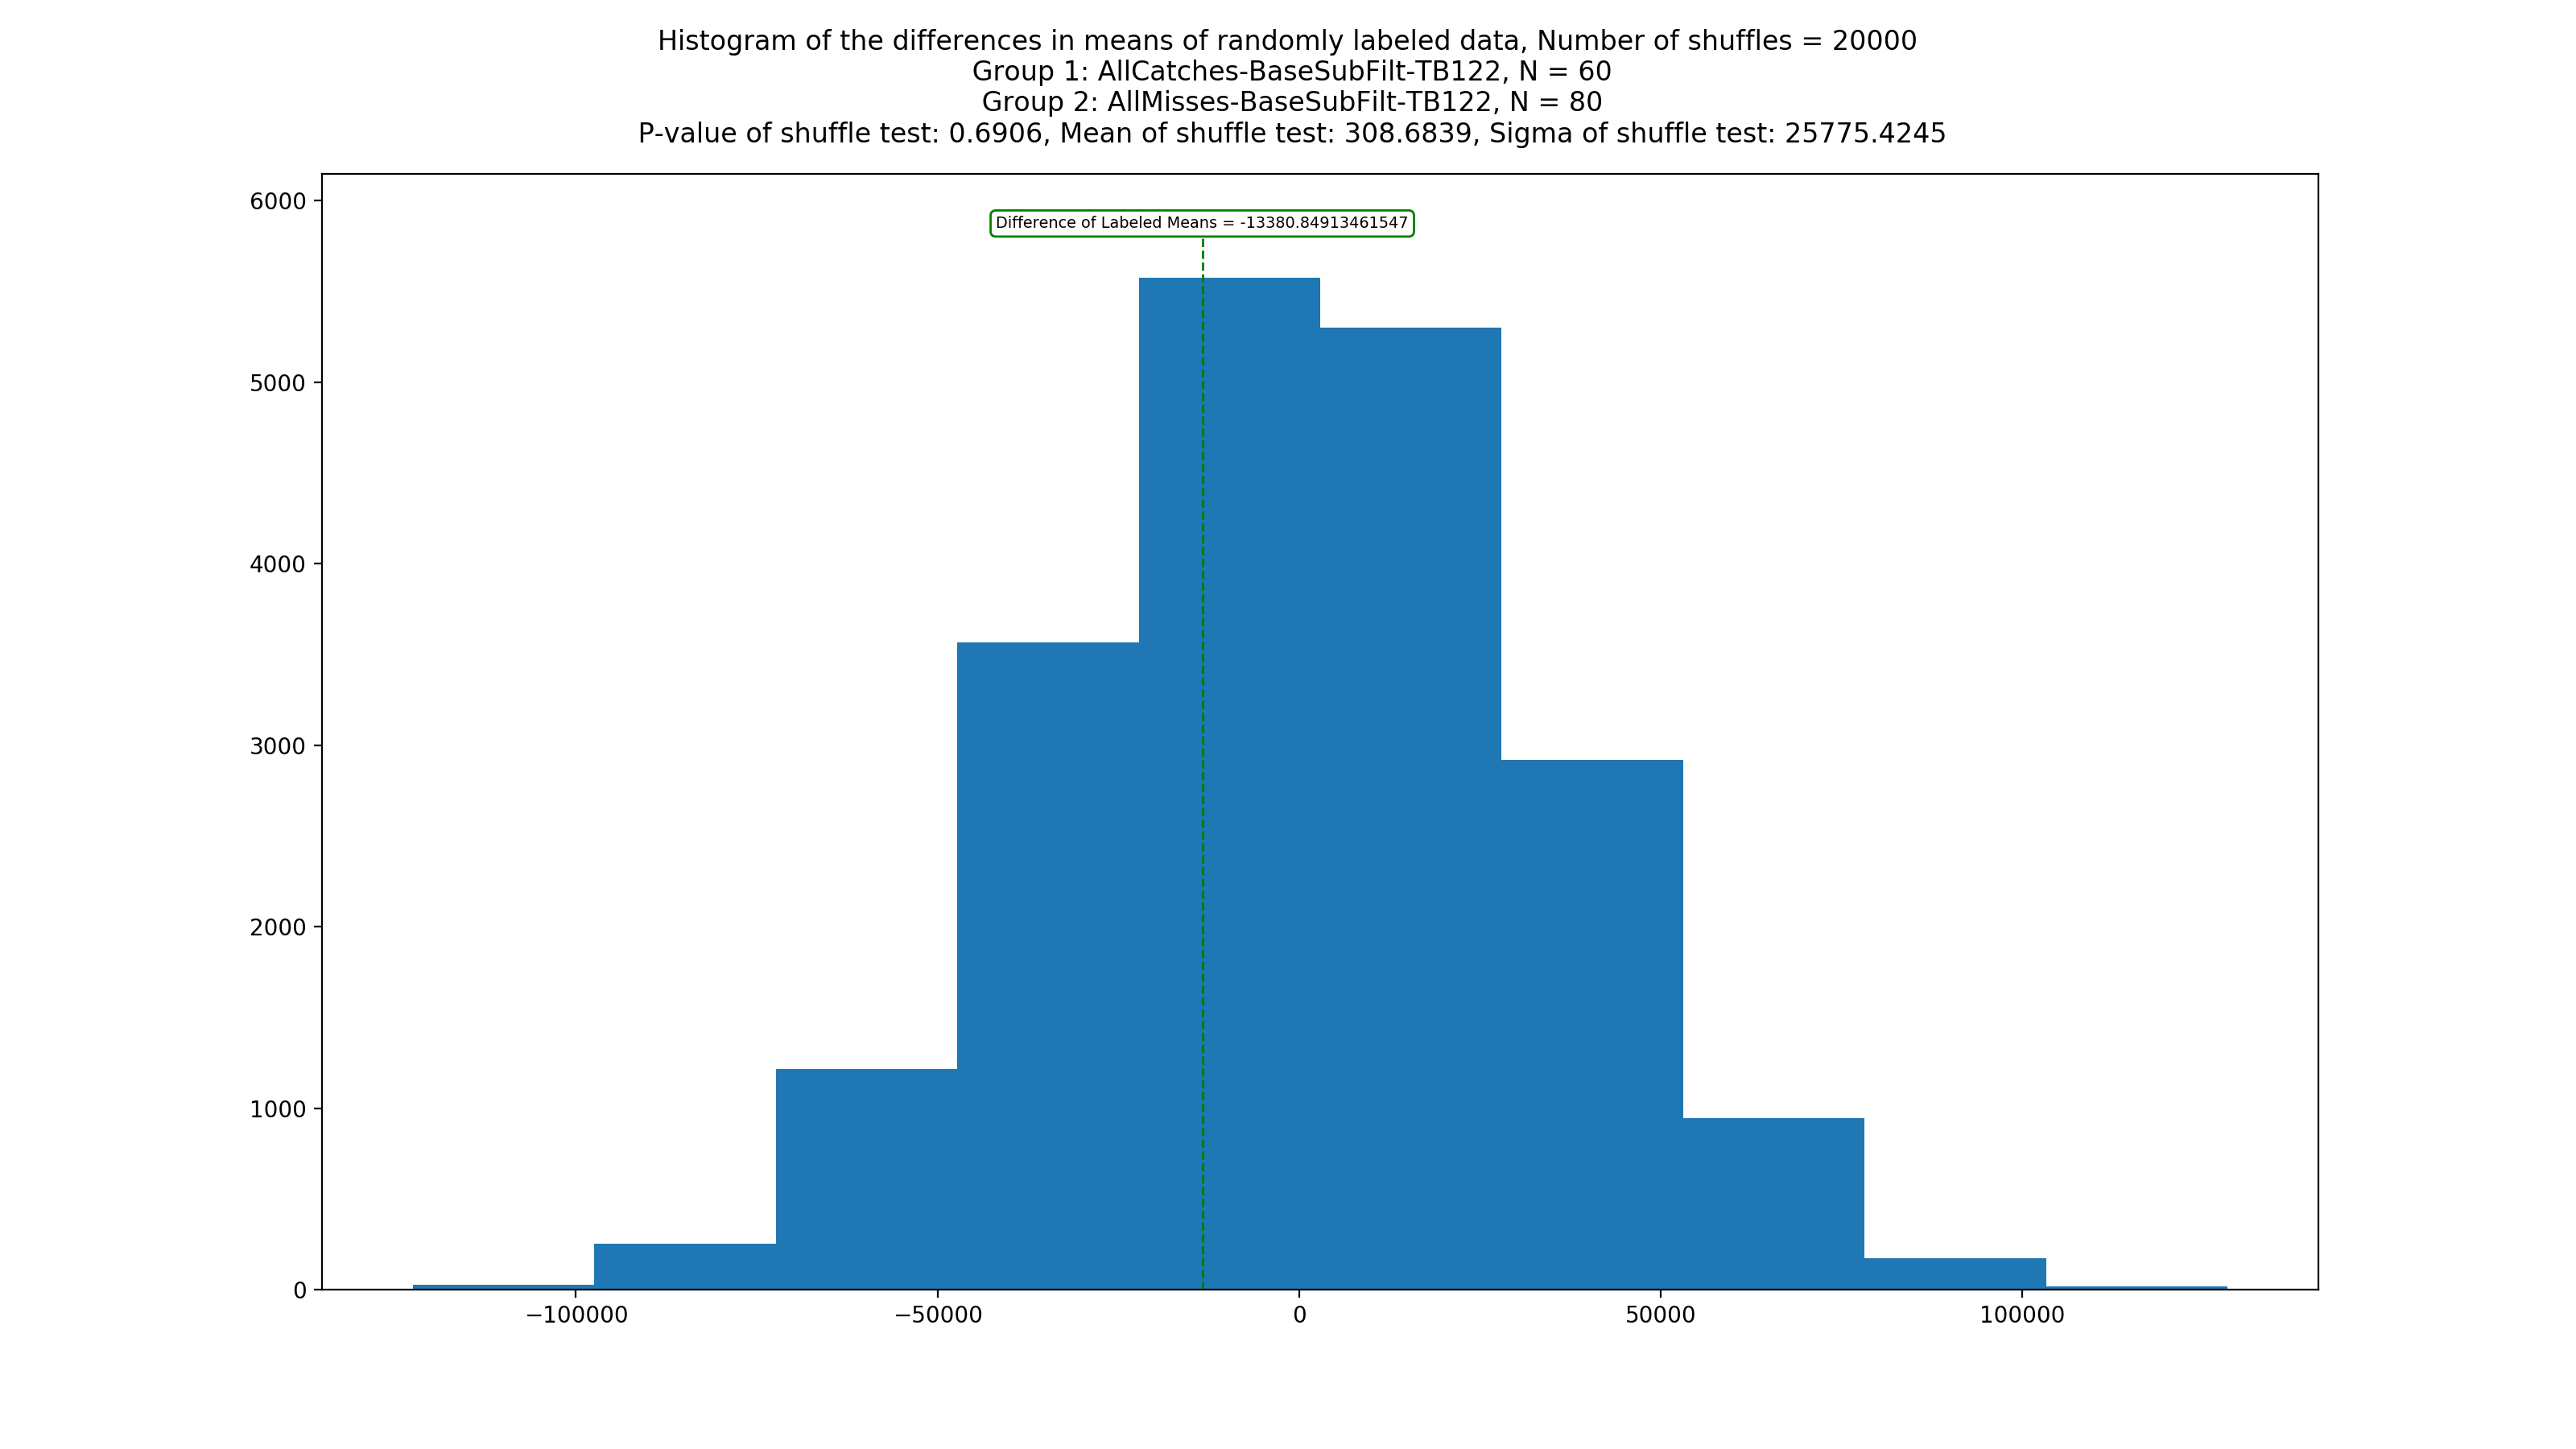 Histogram of the differences in means of randomly labeled data, Number of shuffles = 20000
Group 1: AllCatches-BaseSubFilt-TB122, N = 60
Group 2: AllMisses-BaseSubFilt-TB122, N = 80
P-value of shuffle test: 0.6906, Mean of shuffle test: 308.6839, Sigma of shuffle test: 25775.4245
6000
Difference of Labeled Means = -13380.84913461547
5000
4000
3000
2000
1000
0
−100000 −50000 0 50000 100000